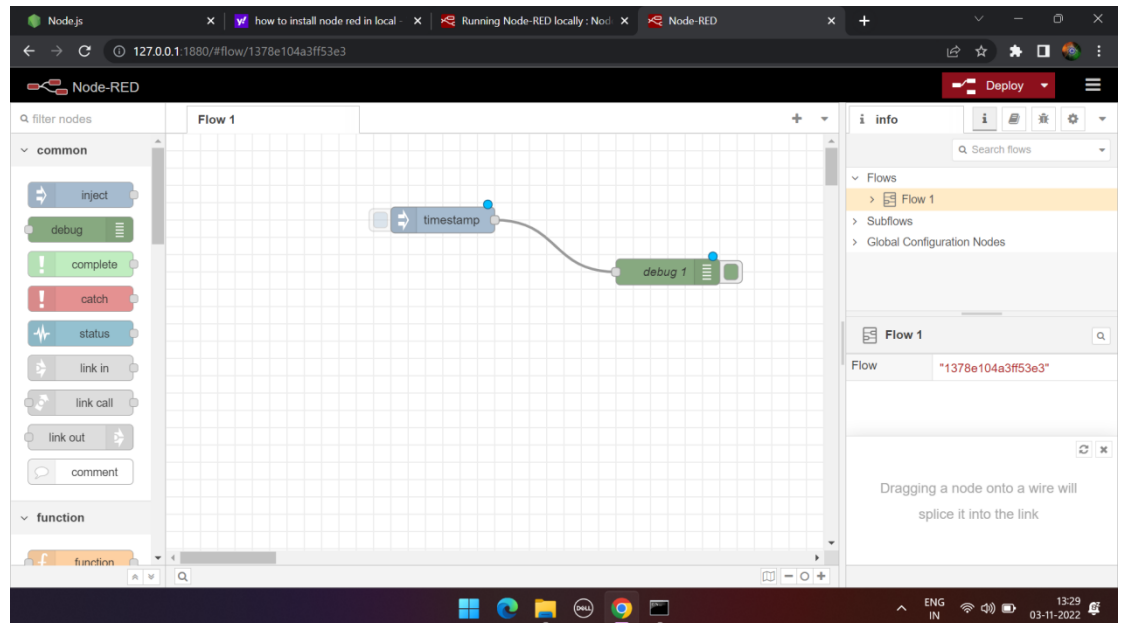 Node.js
how to install node red in local -
Running Node-RED locally : Nod
Node-RED
127.0.0.1:1880/#flow/1378e104a3ff53e3
Node-RED
Deploy
filter nodes
Flow 1
i info
i
common
Search flows
Flows
Flow 1
Subflows
Global Configuration Nodes
inject
debug
complete
catch
status
link in
link call
link out
comment
function
function
timestamp
debug 1
Flow 1
Flow
"1378e104a3ff53e3"
Dragging a node onto a wire will
splice it into the link
DELL
ENG
IN
13:29
03-11-2022